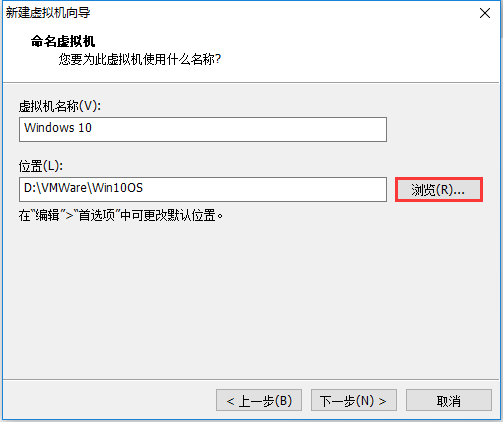 新建虚拟机向导
命名虚拟机
您要为此虚拟机使用什么名称?
虚拟机名称(V):
Windows 10
位置(L):
D:\VMWare\Win10OS
浏览(R)...
在“编辑”>“首选项”中可更改默认位置。
< 上一步(B)
下一步(N) >
取消